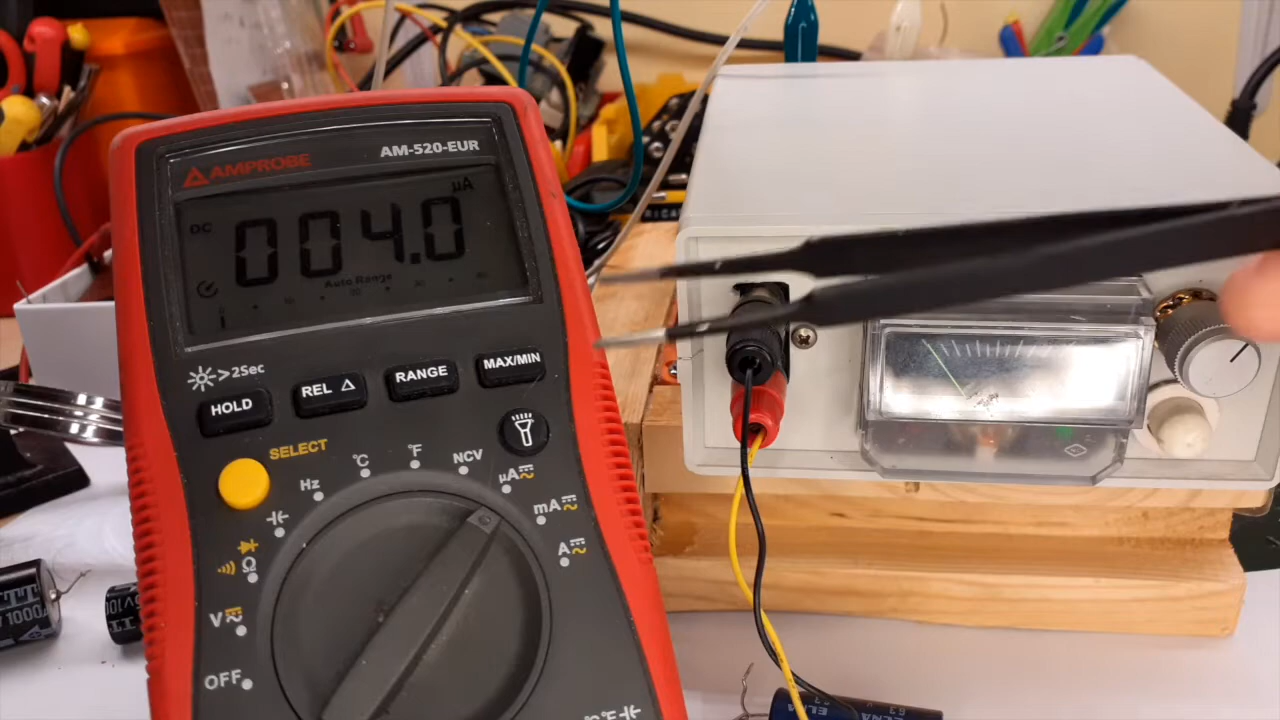 AMPROBE
AM-520-EUR
µA
DC
004.0
Auto Range
>2Sec
HOLD
REL △
RANGE
MAX/MIN
SELECT
Hz
°C
°F
NCV
µA
mA
A
Ω
V
OFF
ELNA